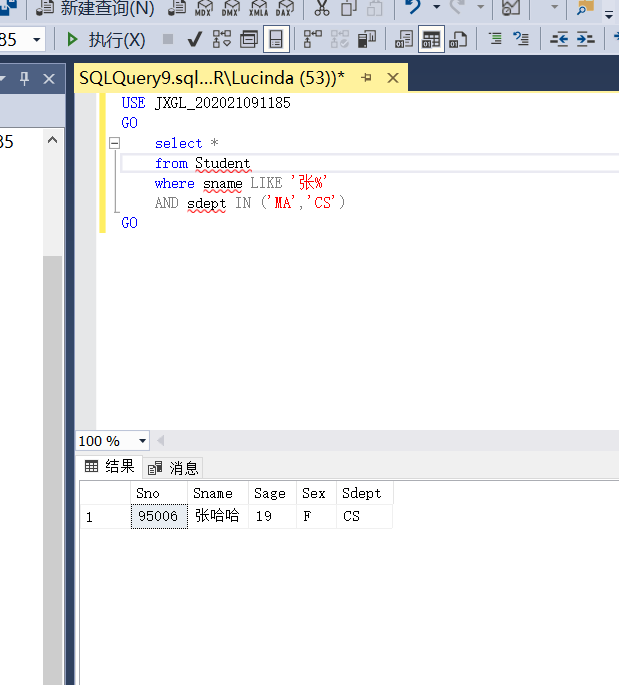 新建查询(N) MDX DMX XMLA DAX
85 执行(X)
SQLQuery9.sql...R\Lucinda (53))*
85
USE JXGL_202021091185
GO
select *
from Student
where sname LIKE '张%'
AND sdept IN ('MA','CS')
GO
100 %
结果 消息
Sno Sname Sage Sex Sdept
1 95006 张哈哈 19 F CS